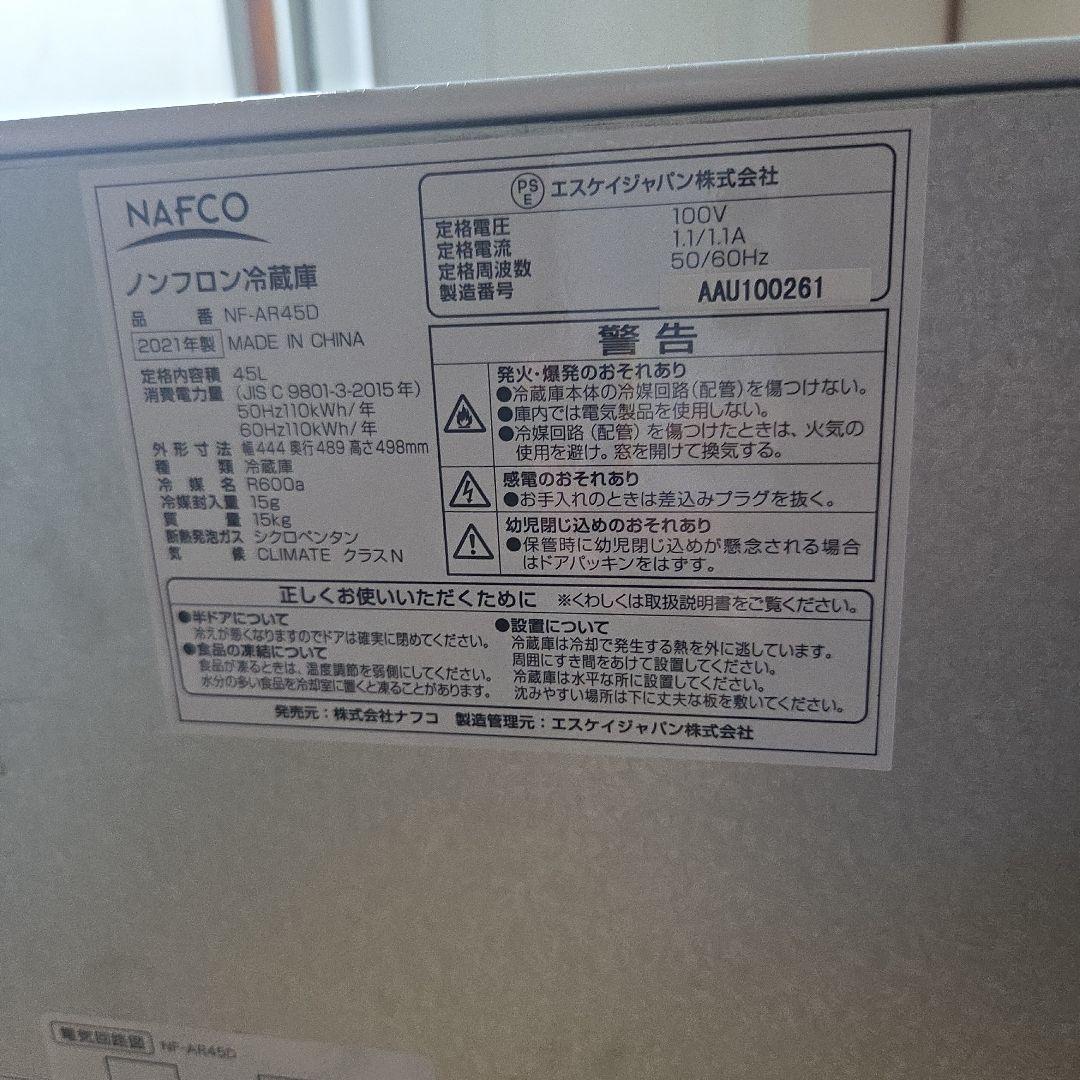 NAFCO
ノンフロン冷蔵庫
品 番 NF-AR45D
2021年製 MADE IN CHINA
定格内容積 45L
消費電力量 (JIS C 9801-3-2015年)
50Hz110kWh/年
60Hz110kWh/年
外形寸法 幅444 奥行489 高さ498mm
種 類 冷蔵庫
冷 媒 名 R600a
冷媒封入量 15g
質 量 15kg
断熱発泡ガス シクロペンタン
気 候 CLIMATE クラスN
PSE エスケイジャパン株式会社
定格電圧 100V
定格電流 1.1/1.1A
定格周波数 50/60Hz
製造番号 AAU100261
警告
発火・爆発のおそれあり
●冷蔵庫本体の冷媒回路(配管)を傷つけない。
●庫内では電気製品を使用しない。
●冷媒回路(配管)を傷つけたときは、火気の
使用を避け。窓を開けて換気する。
感電のおそれあり
●お手入れのときは差込みプラグを抜く。
幼児閉じ込めのおそれあり
●保管時に幼児閉じ込めが懸念される場合
はドアパッキンをはずす。
正しくお使いいただくために ※くわしくは取扱説明書をご覧ください。
●半ドアについて
冷えが悪くなりますのでドアは確実に閉めてください。
●食品の凍結について
食品が凍るときは、温度調節を弱側にしてください。
水分の多い食品を冷却室に置くと凍ることがあります。
●設置について
冷蔵庫は冷却で発生する熱を外に逃しています。
周囲にすき間をあけて設置してください。
冷蔵庫は水平な所に設置してください。
沈みやすい場所は下に丈夫な板を敷いてください。
発売元:株式会社ナフコ 製造管理元:エスケイジャパン株式会社
電気回路図 NF-AR45D